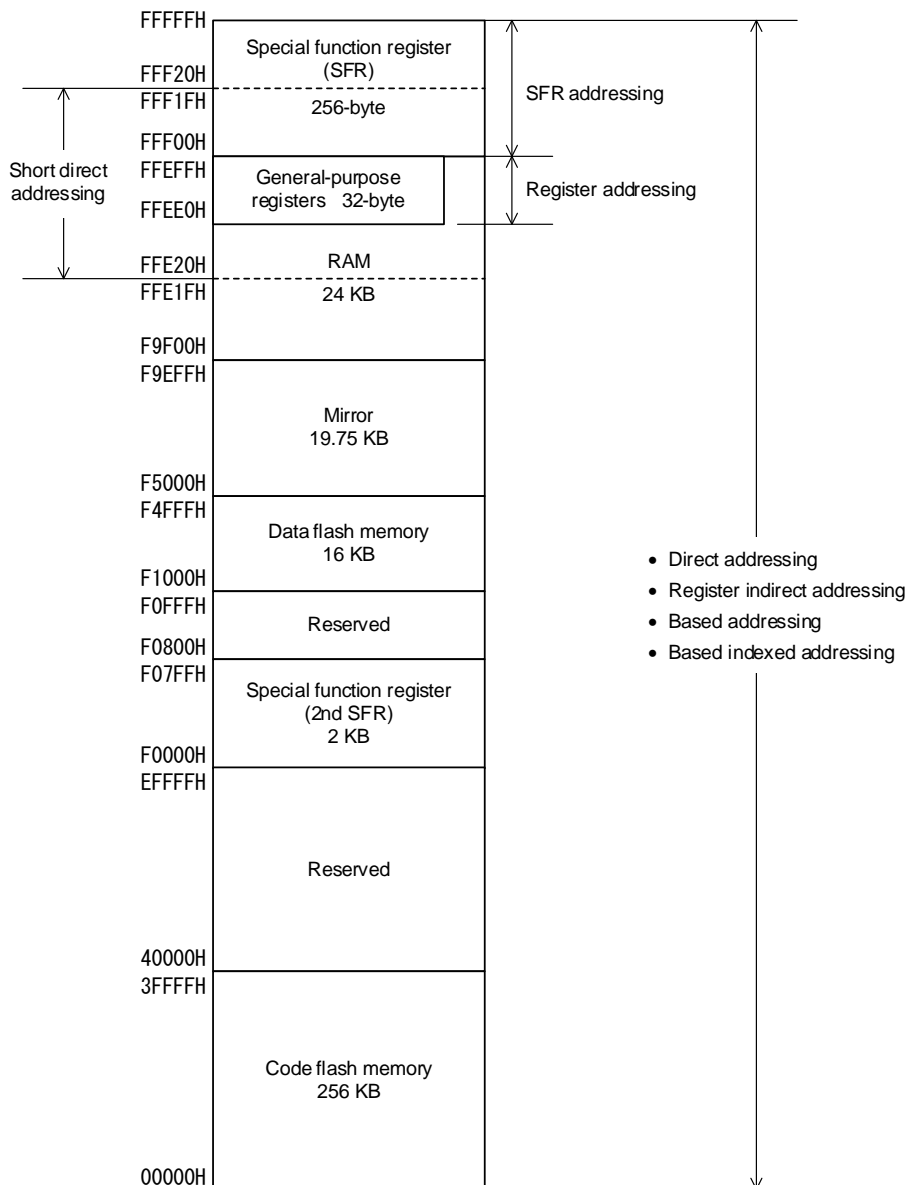 FFFFFH
Special function register
(SFR)
FFF20H
FFF1FH
256-byte
SFR addressing
FFF00H
Short direct
addressing
FFEFFH
General-purpose
registers 32-byte
Register addressing
FFEE0H
FFE20H
RAM
FFE1FH
24 KB
F9F00H
F9EFFH
Mirror
19.75 KB
F5000H
F4FFFH
Data flash memory
16 KB
F1000H
• Direct addressing
• Register indirect addressing
• Based addressing
• Based indexed addressing
F0FFFH
Reserved
F0800H
F07FFH
Special function register
(2nd SFR)
2 KB
F0000H
EFFFFH
Reserved
40000H
3FFFFH
Code flash memory
256 KB
00000H